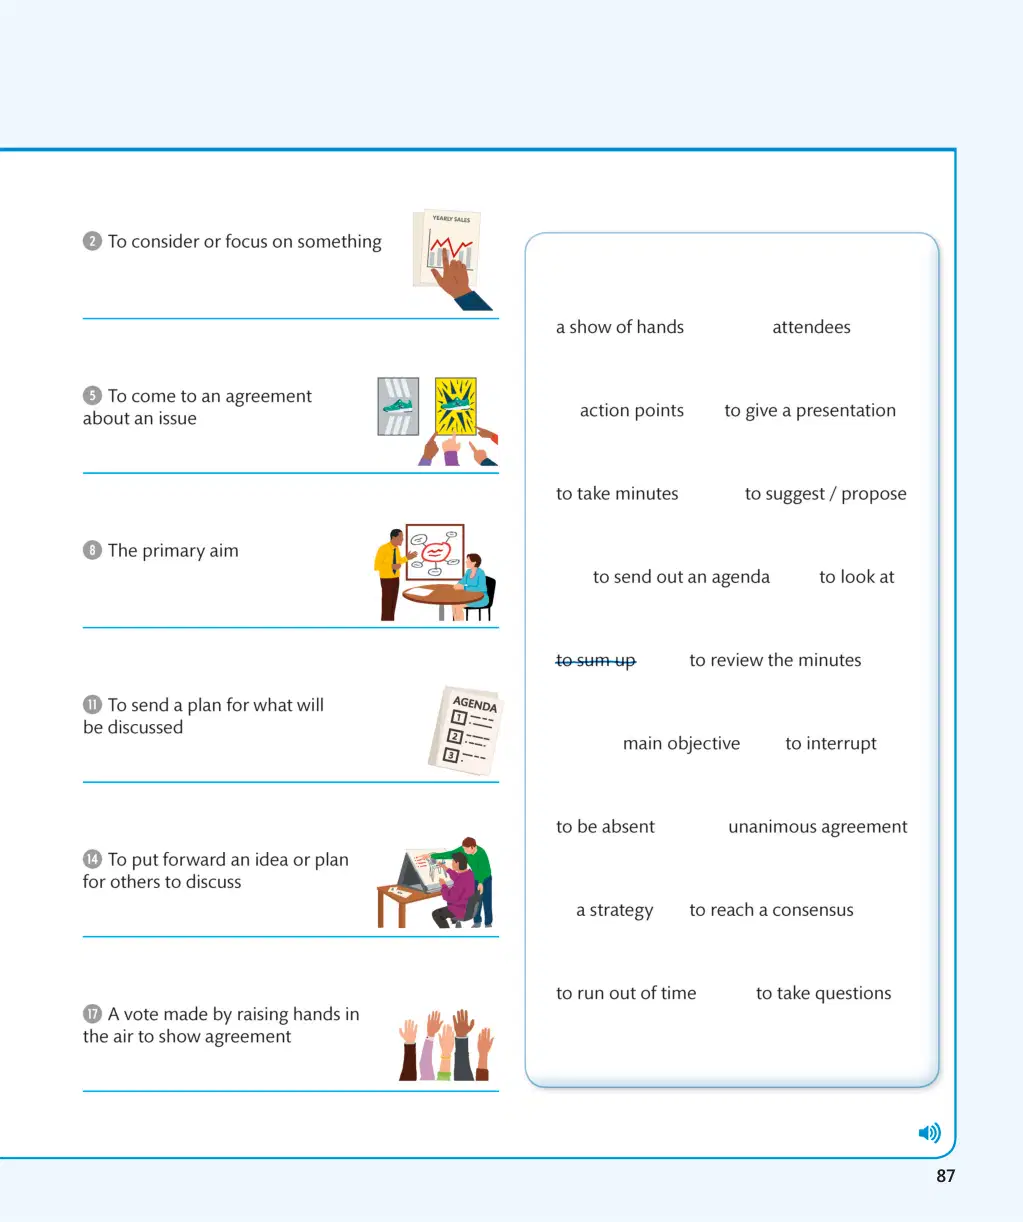 YEARLY SALES
2 To consider or focus on something
5 To come to an agreement
about an issue
8 The primary aim
11 To send a plan for what will
be discussed
AGENDA
1
2
3
14 To put forward an idea or plan
for others to discuss
17 A vote made by raising hands in
the air to show agreement
a show of hands attendees
action points to give a presentation
to take minutes to suggest / propose
to send out an agenda to look at
to sum up to review the minutes
main objective to interrupt
to be absent unanimous agreement
a strategy to reach a consensus
to run out of time to take questions
87